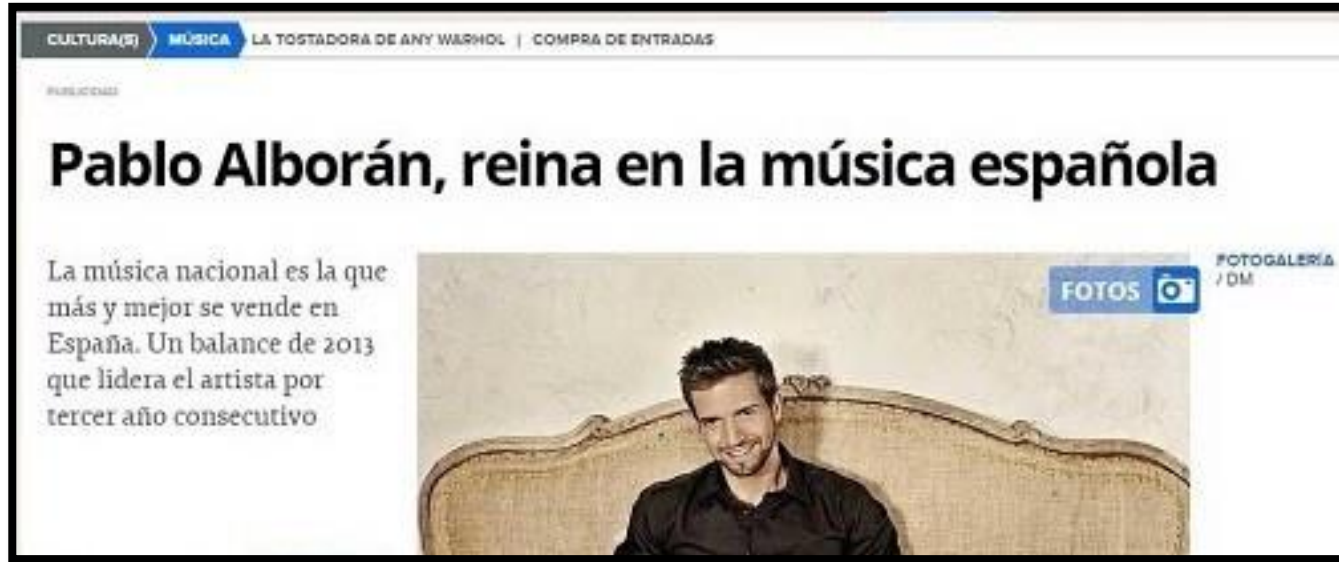 CULTURA(S) MÚSICA LA TOSTADORA DE ANY WARHOL | COMPRA DE ENTRADAS
PUBLICIDAD
Pablo Alborán, reina en la música española
La música nacional es la que
más y mejor se vende en
España. Un balance de 2013
que lidera el artista por
tercer año consecutivo
FOTOS
FOTOGALERÍA
/ DM